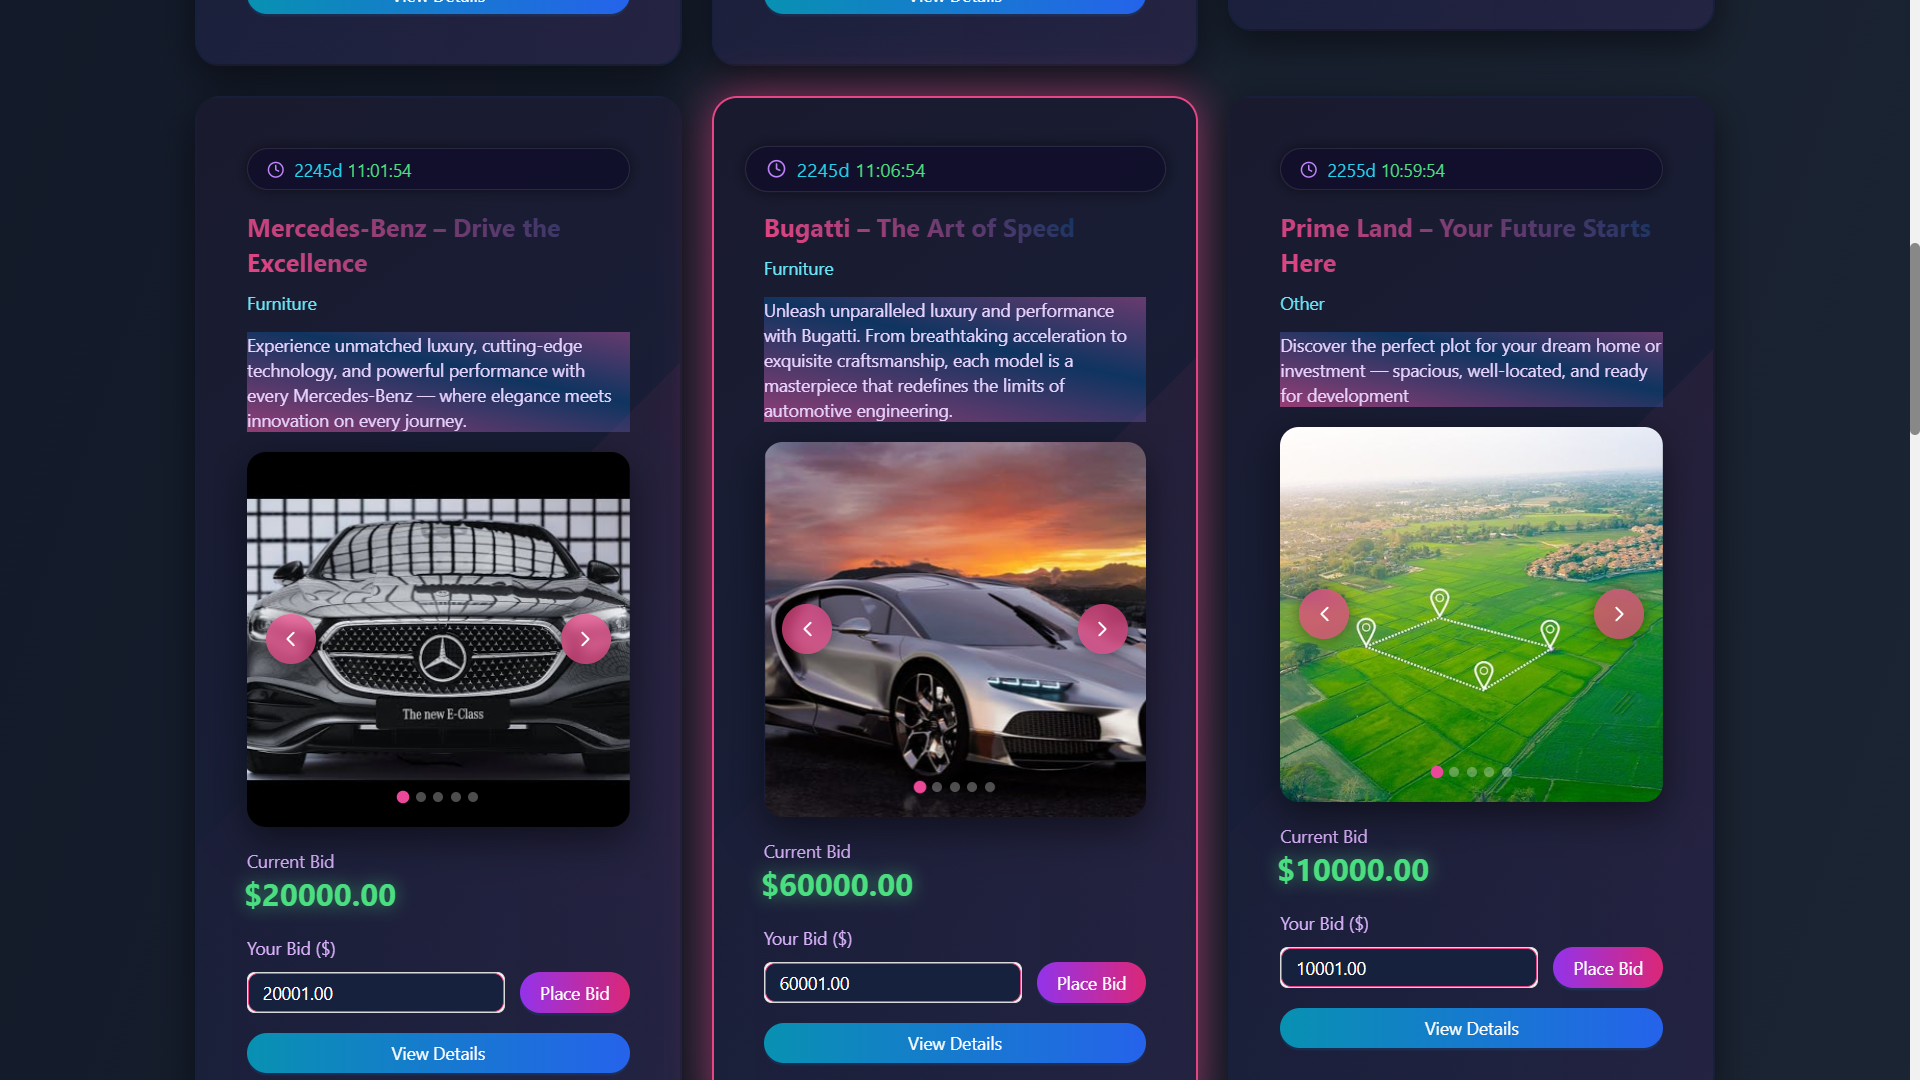 View Details
View Details
2245d 11:01:54
Mercedes-Benz – Drive the
Excellence
Furniture
Experience unmatched luxury, cutting-edge
technology, and powerful performance with
every Mercedes-Benz — where elegance meets
innovation on every journey.
The new E-Class
Current Bid
$20000.00
Your Bid ($)
20001.00
Place Bid
View Details
2245d 11:06:54
Bugatti – The Art of Speed
Furniture
Unleash unparalleled luxury and performance
with Bugatti. From breathtaking acceleration to
exquisite craftsmanship, each model is a
masterpiece that redefines the limits of
automotive engineering.
Current Bid
$60000.00
Your Bid ($)
60001.00
Place Bid
View Details
2255d 10:59:54
Prime Land – Your Future Starts
Here
Other
Discover the perfect plot for your dream home or
investment — spacious, well-located, and ready
for development
Current Bid
$10000.00
Your Bid ($)
10001.00
Place Bid
View Details